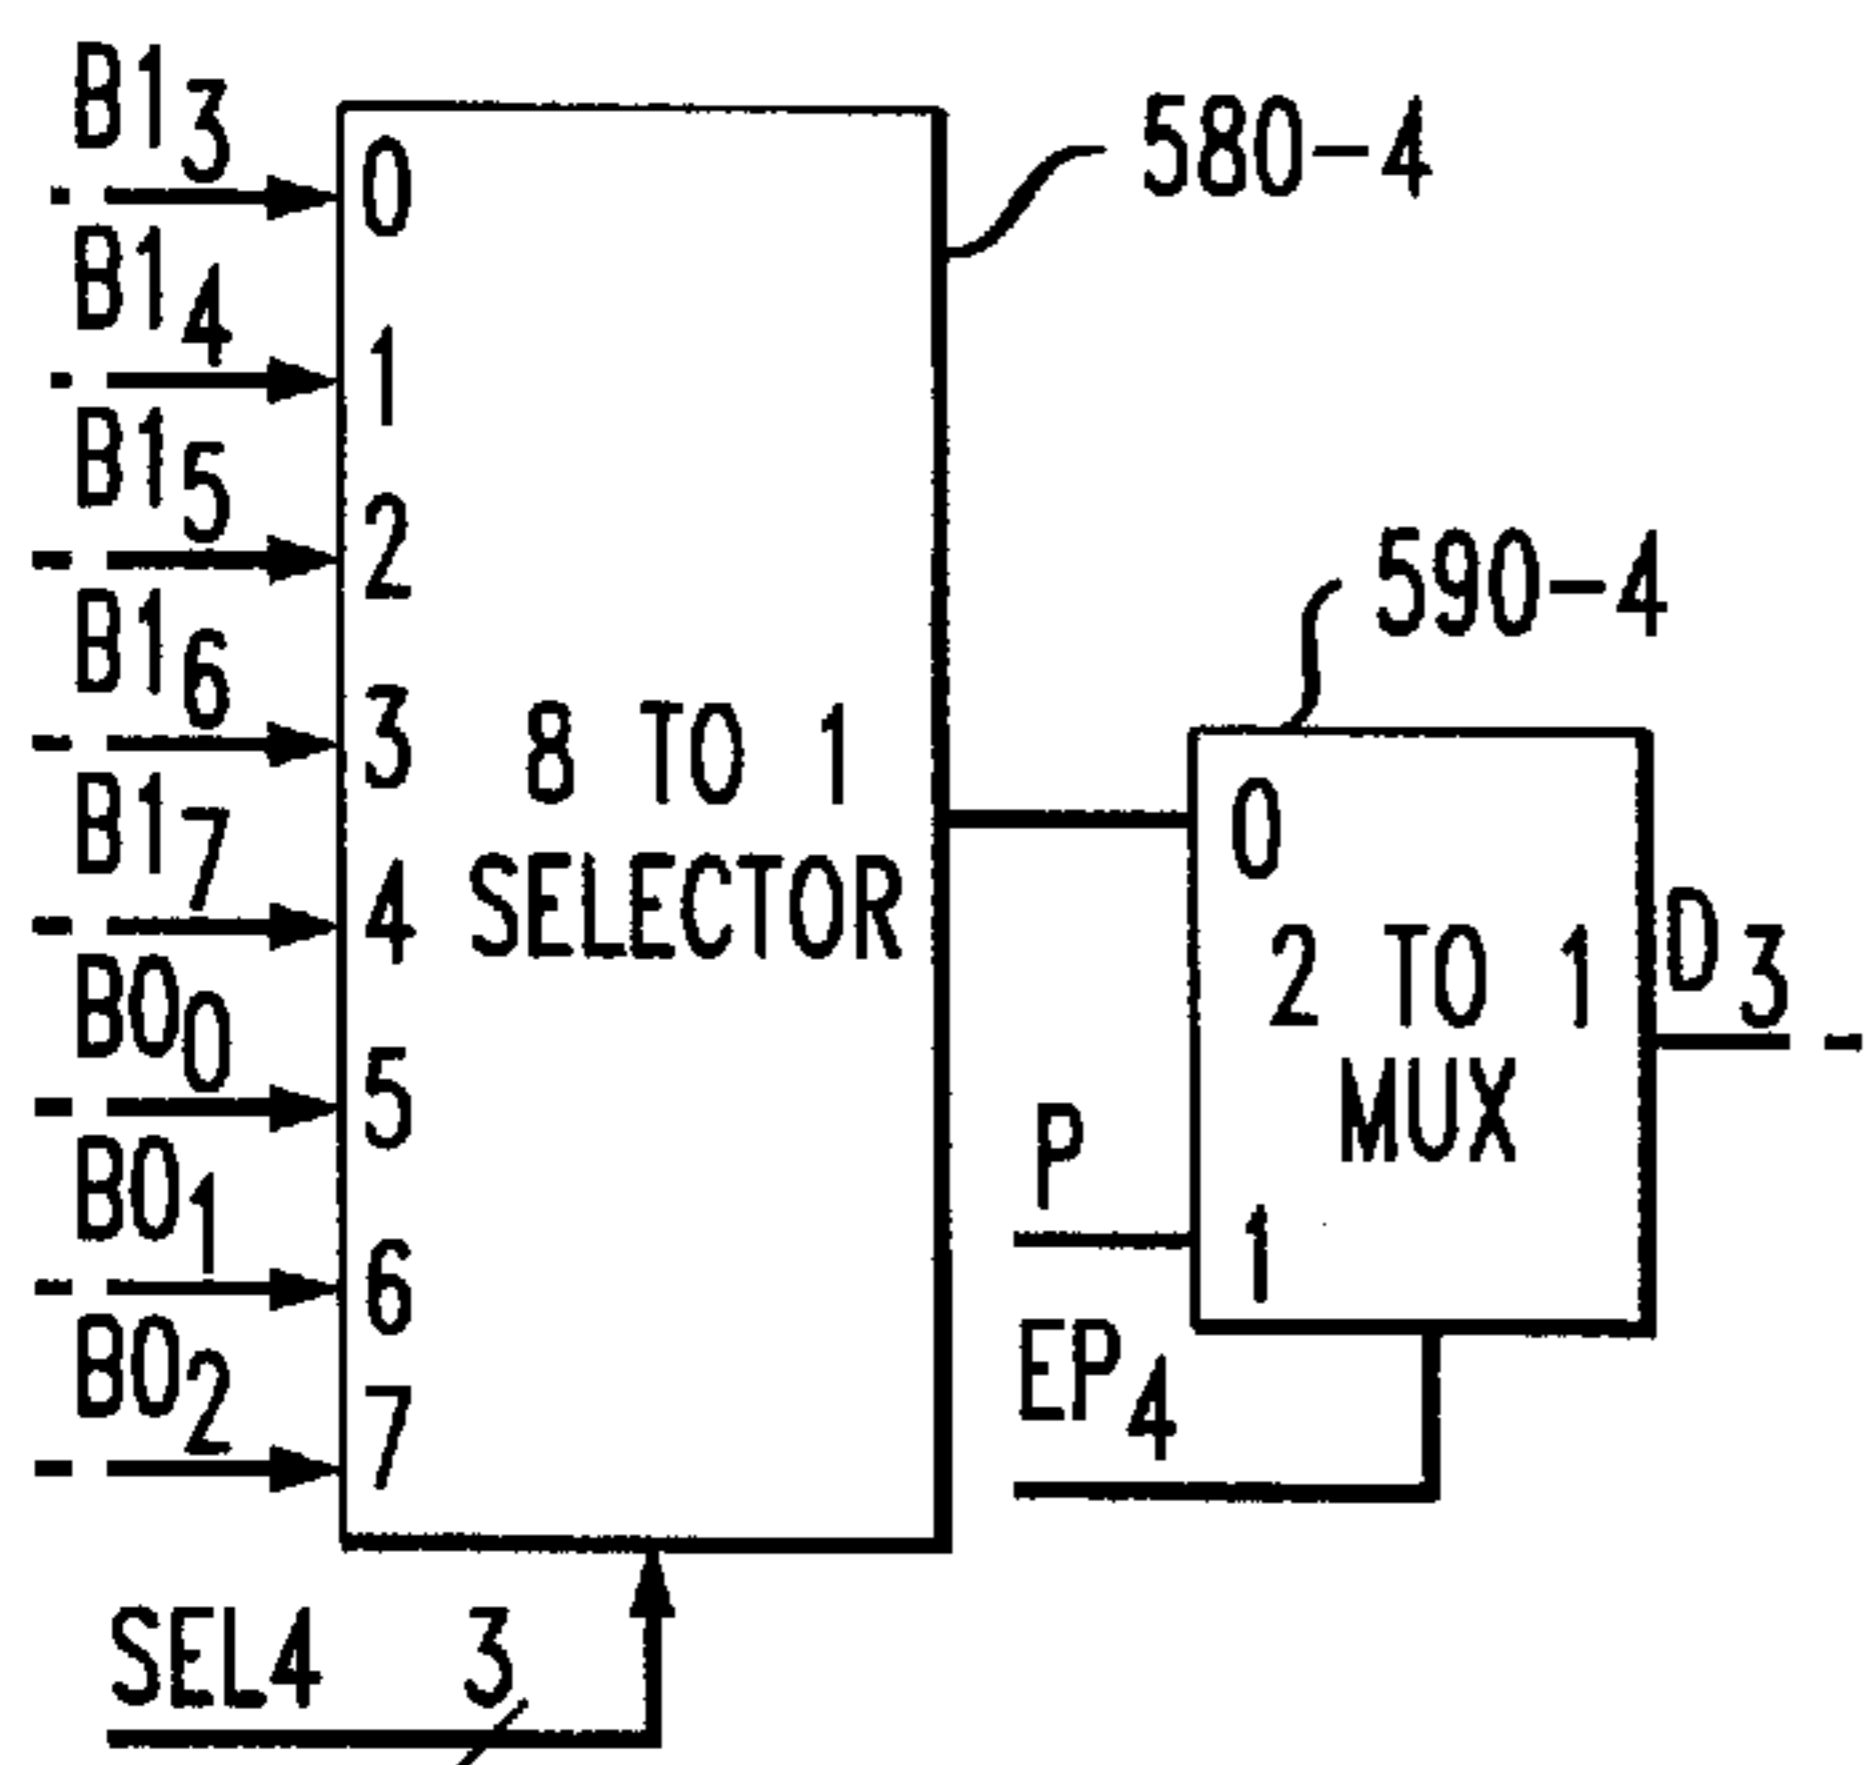 B1₃
0
580-4
B1₄
1
B1₅
2
590-4
B1₆
3
8 TO 1
SELECTOR
0
B1₇
4
2 TO 1
MUX
D₃
B0₀
5
P
1
B0₁
6
EP₄
B0₂
7
SEL4 3